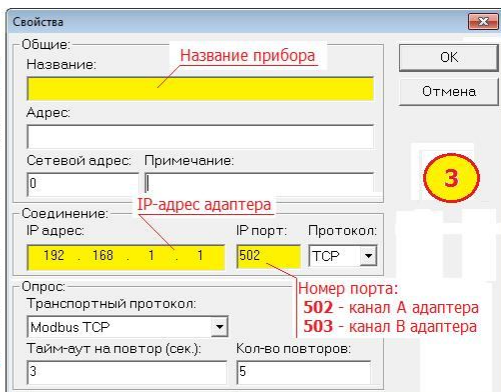 Свойства
Общие:
Название:
Название прибора
OK
Отмена
Адрес:
Сетевой адрес: Примечание:
0
3
Соединение:
IP-адрес адаптера
IP адрес: IP порт: Протокол:
192 . 168 . 1 . 1 502 TCP
Опрос:
Номер порта:
502 - канал А адаптера
503 - канал В адаптера
Транспортный протокол:
Modbus TCP
Тайм-аут на повтор (сек.): Кол-во повторов:
3 5